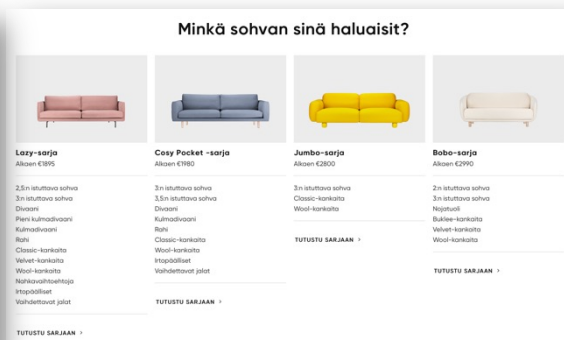 Minkä sohvan sinä haluaisit?
Lazy-sarja
Alkaen €1895
2,5:n istuttava sohva
3:n istuttava sohva
Divaani
Pieni kulmadivaani
Kulmadivaani
Rahi
Classic-kankaita
Velvet-kankaita
Wool-kankaita
Nahkavaihtoehtoja
Irtopäälliset
Vaihdettavat jalat
TUTUSTU SARJAAN >
Cosy Pocket -sarja
Alkaen €1980
3:n istuttava sohva
3,5:n istuttava sohva
Divaani
Kulmadivaani
Rahi
Classic-kankaita
Wool-kankaita
Irtopäälliset
Vaihdettavat jalat
TUTUSTU SARJAAN >
Jumbo-sarja
Alkaen €2800
3:n istuttava sohva
Classic-kankaita
Wool-kankaita
TUTUSTU SARJAAN >
Bobo-sarja
Alkaen €2990
2:n istuttava sohva
3:n istuttava sohva
Nojatuoli
Buklee-kankaita
Velvet-kankaita
Wool-kankaita
TUTUSTU SARJAAN >